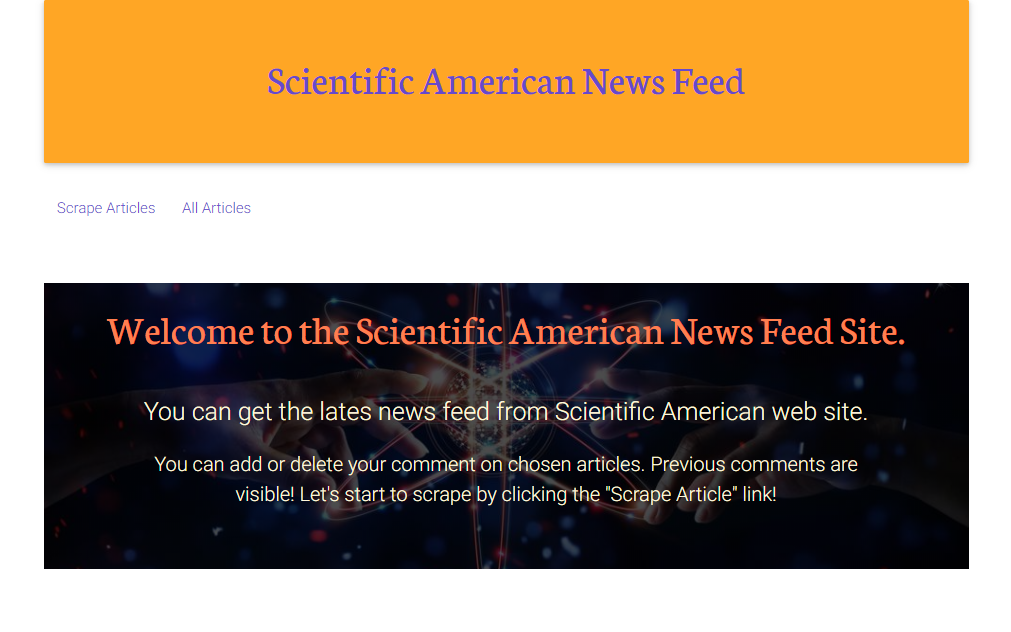 Scientific American News Feed
Scrape Articles All Articles
Welcome to the Scientific American News Feed Site.
You can get the lates news feed from Scientific American web site.
You can add or delete your comment on chosen articles. Previous comments are
visible! Let's start to scrape by clicking the "Scrape Article" link!